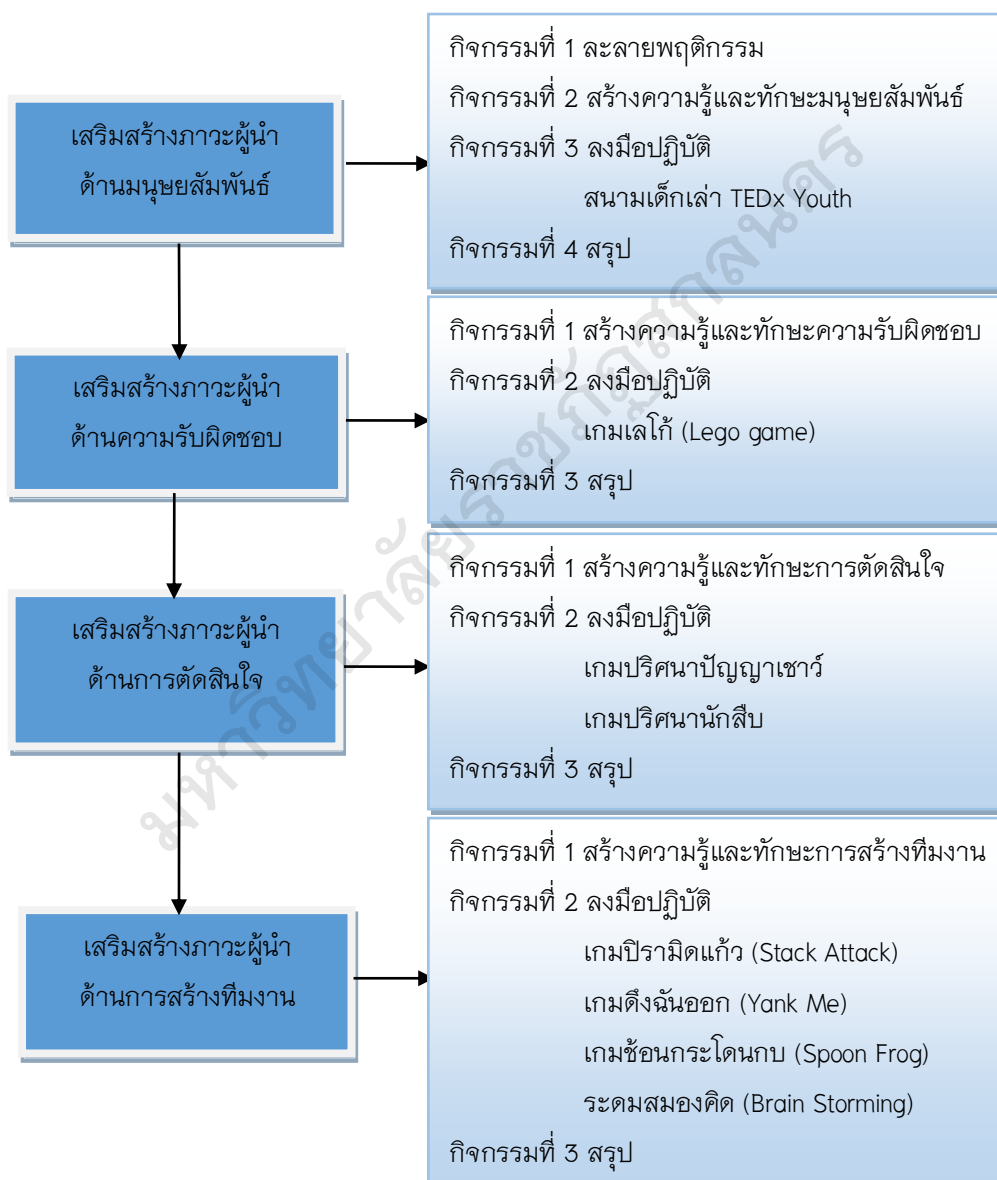 เสริมสร้างภาวะผู้นำ
ด้านมนุษยสัมพันธ์
กิจกรรมที่ 1 ละลายพฤติกรรม
กิจกรรมที่ 2 สร้างความรู้และทักษะมนุษยสัมพันธ์
กิจกรรมที่ 3 ลงมือปฏิบัติ
สนามเด็กเล่า TEDx Youth
กิจกรรมที่ 4 สรุป
เสริมสร้างภาวะผู้นำ
ด้านความรับผิดชอบ
กิจกรรมที่ 1 สร้างความรู้และทักษะความรับผิดชอบ
กิจกรรมที่ 2 ลงมือปฏิบัติ
เกมเลโก้ (Lego game)
กิจกรรมที่ 3 สรุป
เสริมสร้างภาวะผู้นำ
ด้านการตัดสินใจ
กิจกรรมที่ 1 สร้างความรู้และทักษะการตัดสินใจ
กิจกรรมที่ 2 ลงมือปฏิบัติ
เกมปริศนาปัญญาเชาว์
เกมปริศนานักสืบ
กิจกรรมที่ 3 สรุป
เสริมสร้างภาวะผู้นำ
ด้านการสร้างทีมงาน
กิจกรรมที่ 1 สร้างความรู้และทักษะการสร้างทีมงาน
กิจกรรมที่ 2 ลงมือปฏิบัติ
เกมปิรามิดแก้ว (Stack Attack)
เกมดึงฉันออก (Yank Me)
เกมช้อนกระโดนกบ (Spoon Frog)
ระดมสมองคิด (Brain Storming)
กิจกรรมที่ 3 สรุป
มหาวิทยาลัยราชภัฏสกลนคร